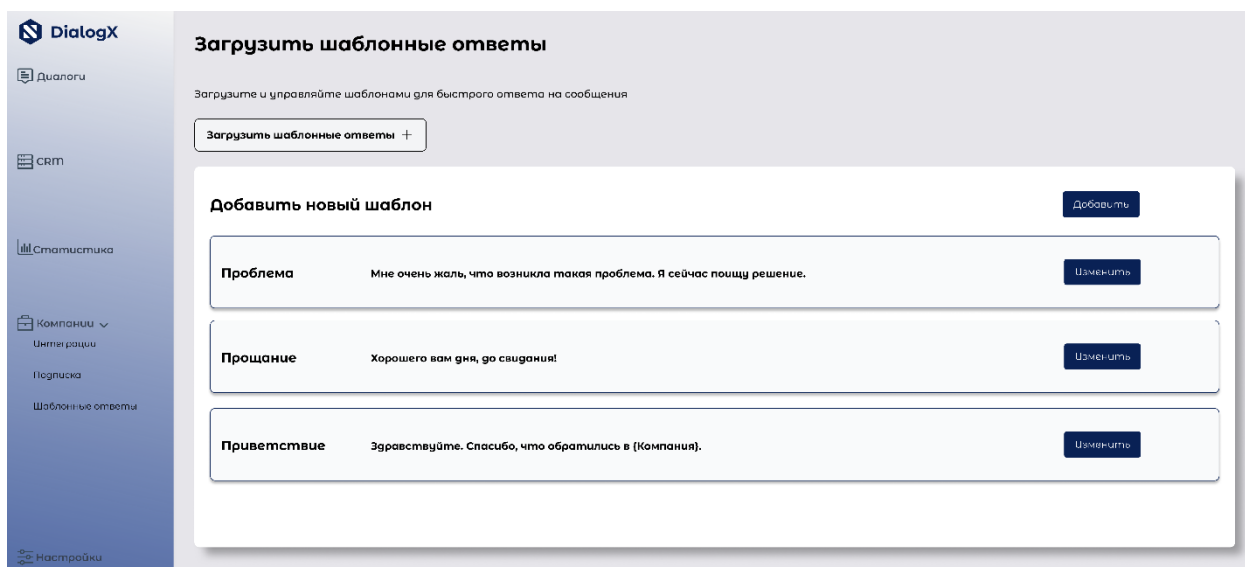 DialogX
Диалоги
CRM
Статистика
Компании
Интеграции
Подписка
Шаблонные ответы
Настройки
Загрузить шаблонные ответы
Загрузите и управляйте шаблонами для быстрого ответа на сообщения
Загрузить шаблонные ответы +
Добавить новый шаблон
Добавить
Проблема
Мне очень жаль, что возникла такая проблема. Я сейчас поищу решение.
Изменить
Прощание
Хорошего вам дня, до свидания!
Изменить
Приветствие
Здравствуйте. Спасибо, что обратились в {Компания}.
Изменить